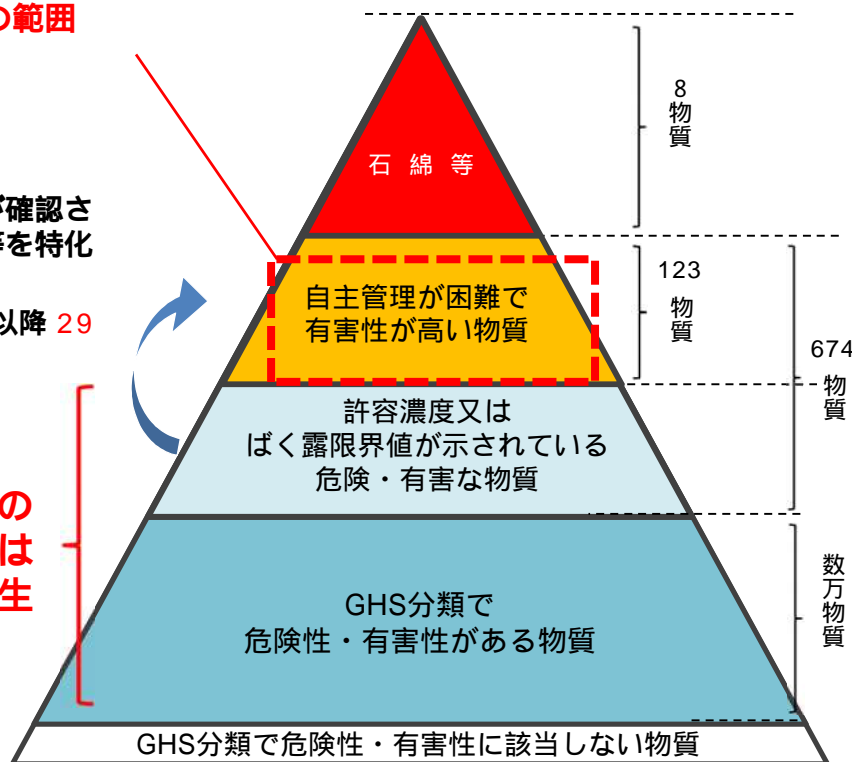 の範囲
8物質
石綿等
が確認さ
等を特化
以降 29
自主管理が困難で
有害性が高い物質
123
物質
674
物質
許容濃度又は
ばく露限界値が示されている
危険・有害な物質
の
は
生
GHS分類で
危険性・有害性がある物質
数万物質
GHS分類で危険性・有害性に該当しない物質